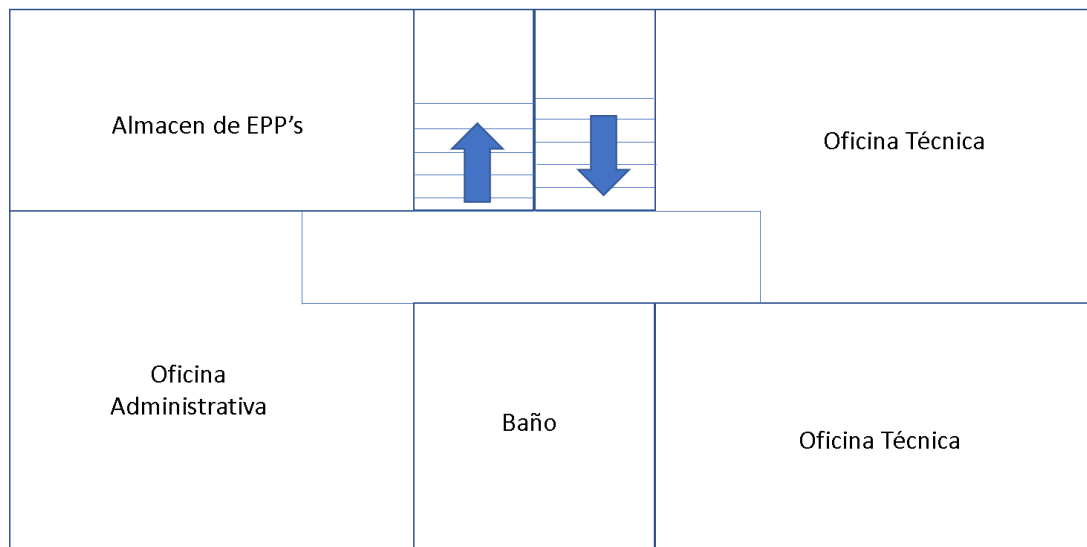 Almacen de EPP’s
Oficina Técnica
Oficina
Administrativa
Baño
Oficina Técnica